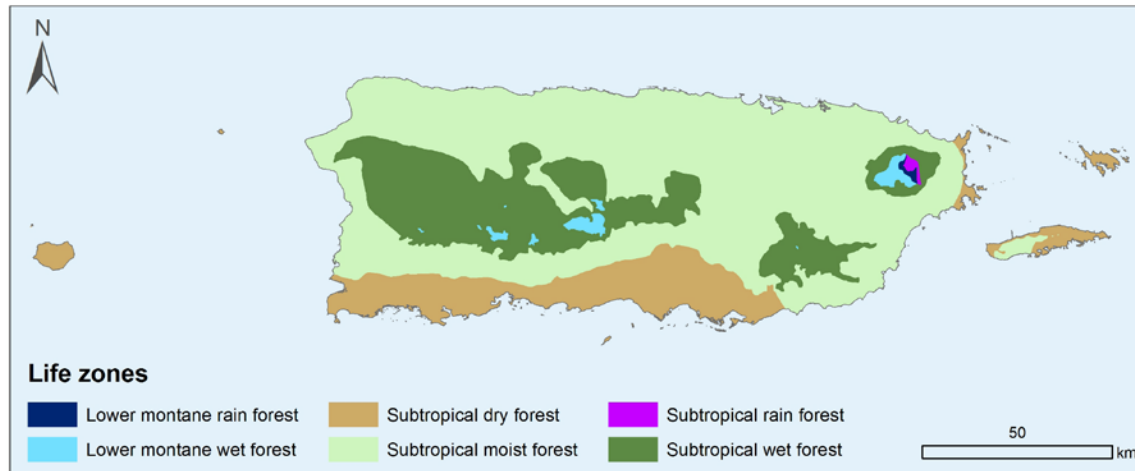 N
Life zones
Lower montane rain forest
Subtropical dry forest
Subtropical rain forest
Lower montane wet forest
Subtropical moist forest
Subtropical wet forest
50
km